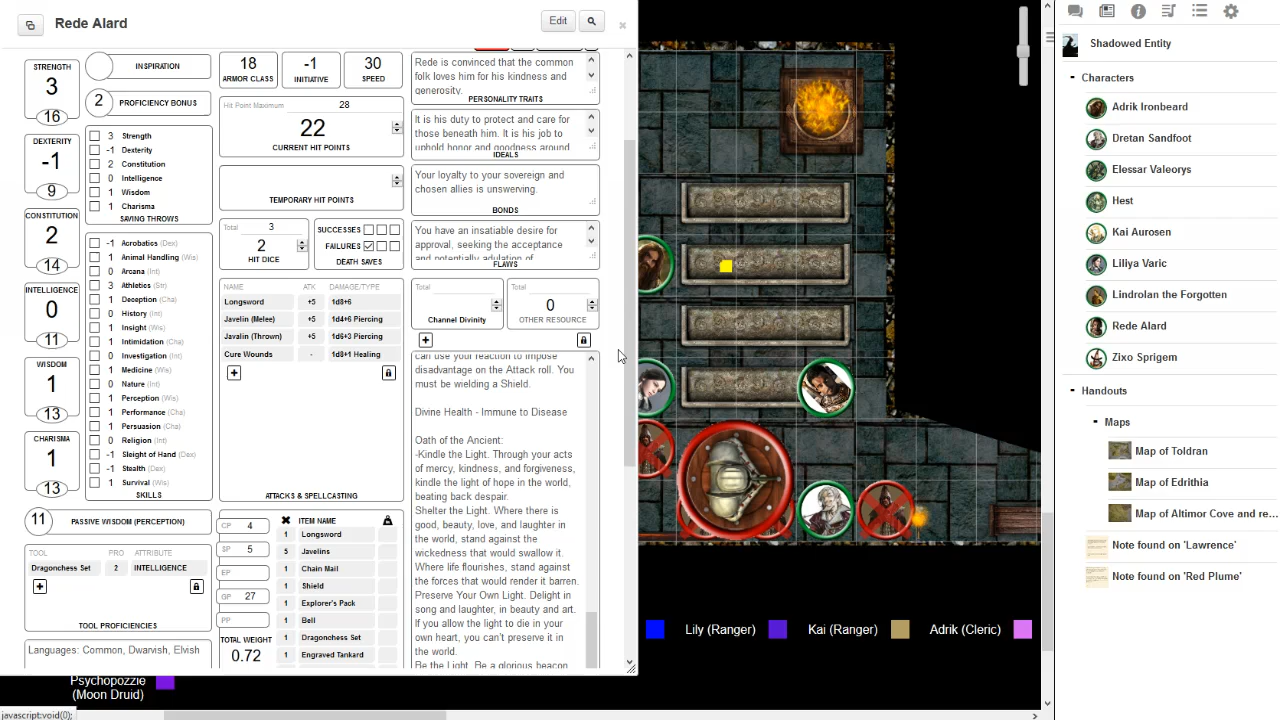 Rede Alard
Edit
STRENGTH
3
16
DEXTERITY
-1
9
CONSTITUTION
2
14
INTELLIGENCE
0
11
WISDOM
1
13
CHARISMA
1
13
INSPIRATION
2
PROFICIENCY BONUS
3 Strength
-1 Dexterity
2 Constitution
0 Intelligence
1 Wisdom
1 Charisma
SAVING THROWS
-1 Acrobatics (Dex)
1 Animal Handling (Wis)
0 Arcana (Int)
3 Athletics (Str)
1 Deception (Cha)
0 History (Int)
1 Insight (Wis)
1 Intimidation (Cha)
0 Investigation (Int)
1 Medicine (Wis)
0 Nature (Int)
1 Perception (Wis)
1 Performance (Cha)
1 Persuasion (Cha)
0 Religion (Int)
-1 Sleight of Hand (Dex)
-1 Stealth (Dex)
1 Survival (Wis)
SKILLS
11
PASSIVE WISDOM (PERCEPTION)
TOOL PRO ATTRIBUTE
Dragonchess Set 2 INTELLIGENCE
TOOL PROFICIENCIES
Languages: Common, Dwarvish, Elvish
18
ARMOR CLASS
-1
INITIATIVE
30
SPEED
Hit Point Maximum 28
22
CURRENT HIT POINTS
TEMPORARY HIT POINTS
Total 3
2
HIT DICE
SUCCESSES
FAILURES
DEATH SAVES
NAME ATK DAMAGE/TYPE
Longsword +5 1d8+6
Javelin (Melee) +5 1d4+6 Piercing
Javalin (Thrown) +5 1d6+3 Piercing
Cure Wounds - 1d8+1 Healing
ATTACKS & SPELLCASTING
CP 4
SP 5
EP
GP 27
PP
TOTAL WEIGHT
0.72
ITEM NAME
1 Longsword
5 Javelins
1 Chain Mail
1 Shield
1 Explorer's Pack
1 Bell
1 Dragonchess Set
1 Engraved Tankard
Rede is convinced that the common
folk loves him for his kindness and
generosity.
PERSONALITY TRAITS
It is his duty to protect and care for
those beneath him. It is his job to
uphold honor and goodness around
IDEALS
Your loyalty to your sovereign and
chosen allies is unswerving.
BONDS
You have an insatiable desire for
approval, seeking the acceptance
and potentially adulation of
FLAWS
Total
Channel Divinity
Total
0
OTHER RESOURCE
can use your reaction to impose
disadvantage on the Attack roll. You
must be wielding a Shield.
Divine Health - Immune to Disease
Oath of the Ancient:
-Kindle the Light. Through your acts
of mercy, kindness, and forgiveness,
kindle the light of hope in the world,
beating back despair.
Shelter the Light. Where there is
good, beauty, love, and laughter in
the world, stand against the
wickedness that would swallow it.
Where life flourishes, stand against
the forces that would render it barren.
Preserve Your Own Light. Delight in
song and laughter, in beauty and art.
If you allow the light to die in your
own heart, you can't preserve it in
the world.
Be the Light. Be a glorious beacon
Lily (Ranger)
Kai (Ranger)
Adrik (Cleric)
Psychopozzie
(Moon Druid)
javascript:void(0);
Shadowed Entity
Characters
Adrik Ironbeard
Dretan Sandfoot
Elessar Valeorys
Hest
Kai Aurosen
Liliya Varic
Lindrolan the Forgotten
Rede Alard
Zixo Sprigem
Handouts
Maps
Map of Toldran
Map of Edrithia
Map of Altimor Cove and re...
Note found on 'Lawrence'
Note found on 'Red Plume'